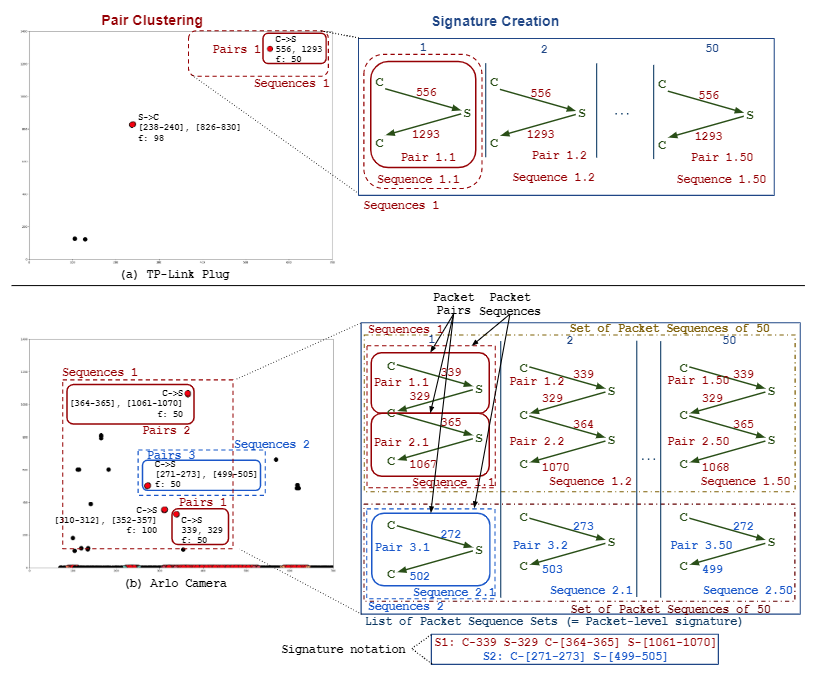 Pair Clustering
Signature Creation
Pairs 1
C->S
556, 1293
f: 50
Sequences 1
S->C
[238-240], [826-830]
f: 98
1
2
50
C
556
S
C
1293
Pair 1.1
Sequence 1.1
C
556
S
C
1293
Pair 1.2
Sequence 1.2
...
C
556
S
C
1293
Pair 1.50
Sequence 1.50
Sequences 1
(a) TP-Link Plug
Packet
Pairs
Packet
Sequences
Sequences 1
C->S
[364-365], [1061-1070]
f: 50
Pairs 2
Sequences 2
Pairs 3
C->S
[271-273], [499-505]
f: 50
Pairs 1
C->S
[310-312], [352-357]
f: 100
C->S
339, 329
f: 50
(b) Arlo Camera
Sequences 1
Set of Packet Sequences of 50
1
2
50
C
339
Pair 1.1
S
329
C
365
Pair 2.1
S
C
1067
Sequence 1.1
C
339
Pair 1.2
S
329
C
364
Pair 2.2
S
C
1070
Sequence 1.2
...
C
339
Pair 1.50
S
329
C
365
Pair 2.50
S
C
1068
Sequence 1.50
C
272
Pair 3.1
S
C
502
Sequence 2.1
C
273
Pair 3.2
S
C
503
Sequence 2.1
C
272
Pair 3.50
S
C
499
Sequence 2.50
Sequences 2
Set of Packet Sequences of 50
List of Packet Sequence Sets (= Packet-level signature)
Signature notation
S1: C-339 S-329 C-[364-365] S-[1061-1070]
S2: C-[271-273] S-[499-505]